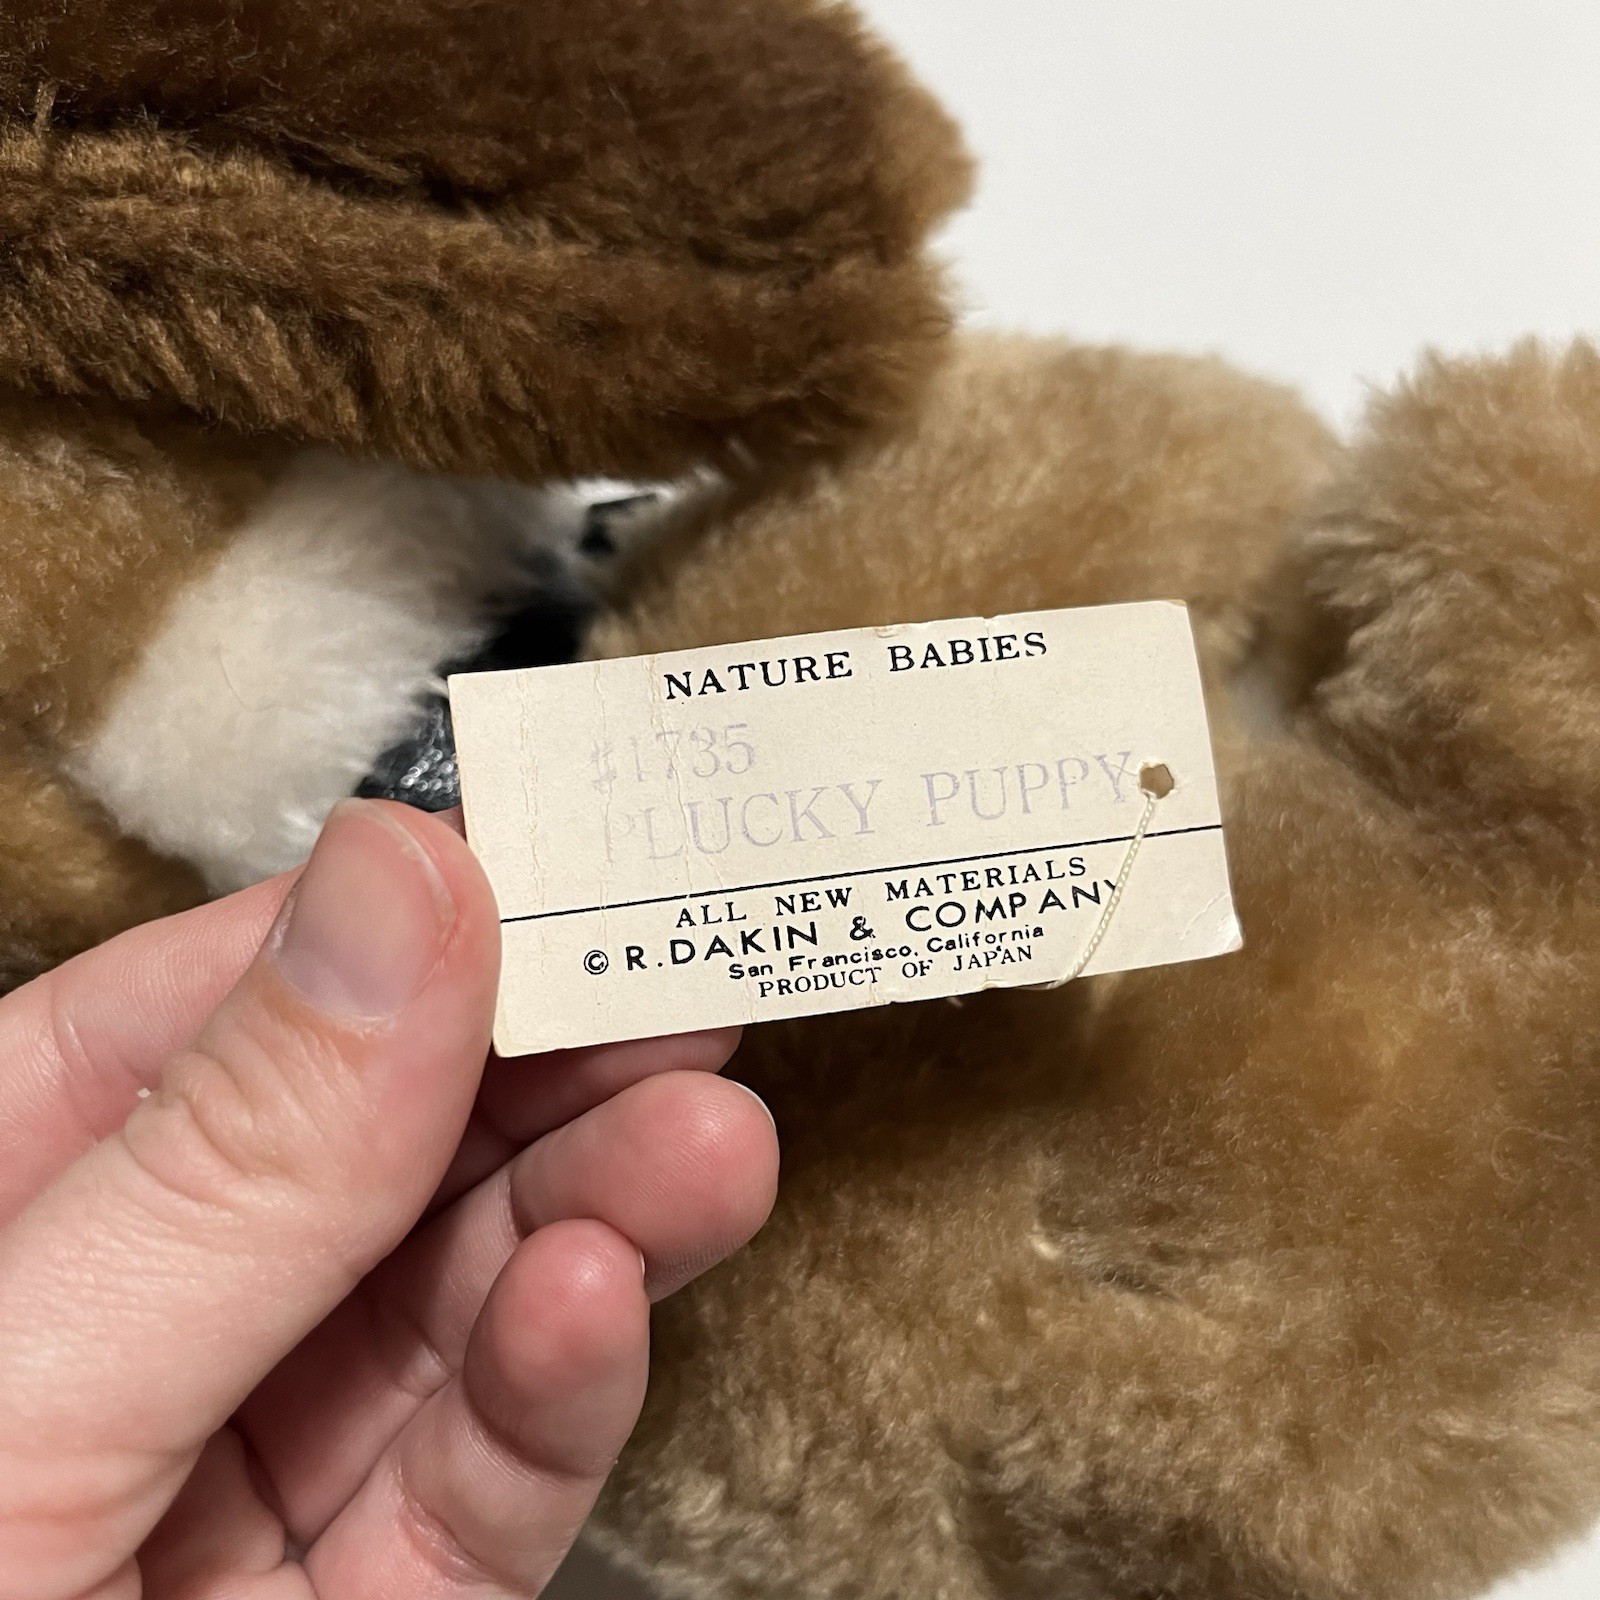 NATURE BABIES
#1735
PLUCKY PUPPY
ALL NEW MATERIALS
© R. DAKIN & COMPANY
San Francisco, California
PRODUCT OF JAPAN